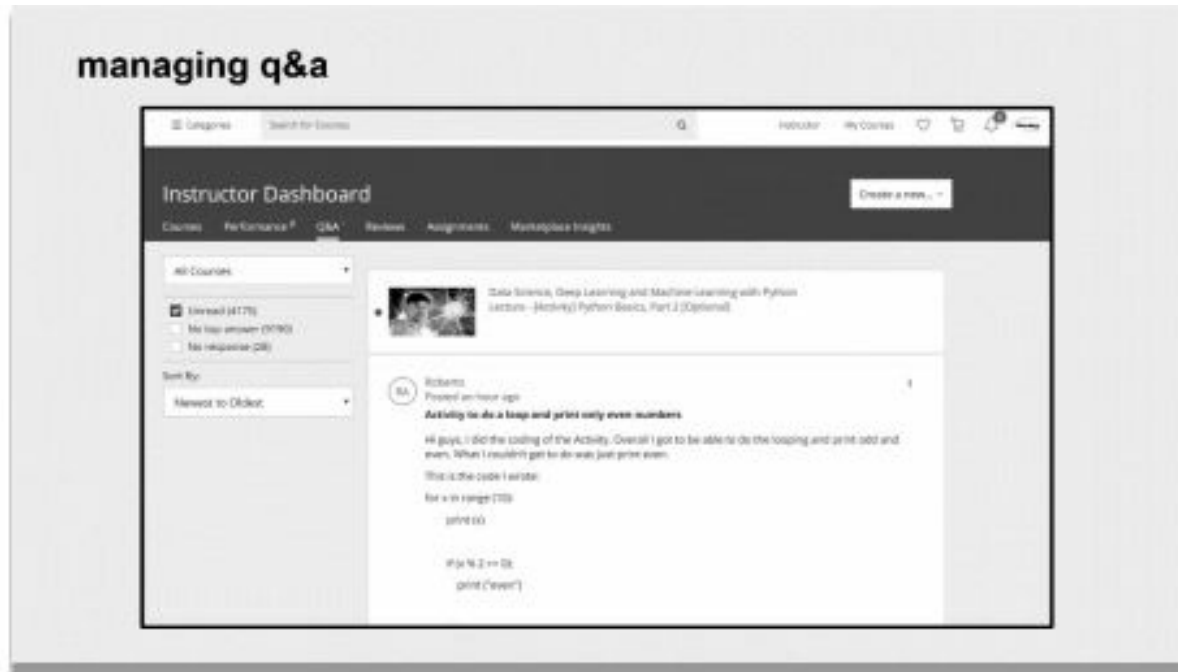 managing q&a
Categories Search for Courses Instructor My Courses
Instructor Dashboard
Create a new...
Courses Performance Q&A Reviews Assignments Marketplace Insights
All Courses
Unread (4179)
No top answer
No response
Sort By:
Newest to Oldest
Data Science, Deep Learning and Machine Learning with Python
Lecture - [Activity] Python Basics, Part 2 [Optional]
RA
Roberto
Posted an hour ago
Activity to do a loop and print only even numbers
Hi guys, I did the coding of the Activity. Overall I got to be able to do the looping and print odd and
even. What I couldn't get to do was just print even
This is the code I wrote:
for x in range (10):
print (x)
if (x % 2 == 0):
print ("even")